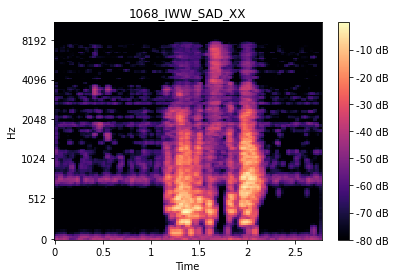 1068_IWW_SAD_XX
8192
4096
2048
1024
512
0
Hz
0
0.5
1
1.5
2
2.5
Time
-10 dB
-20 dB
-30 dB
-40 dB
-50 dB
-60 dB
-70 dB
-80 dB